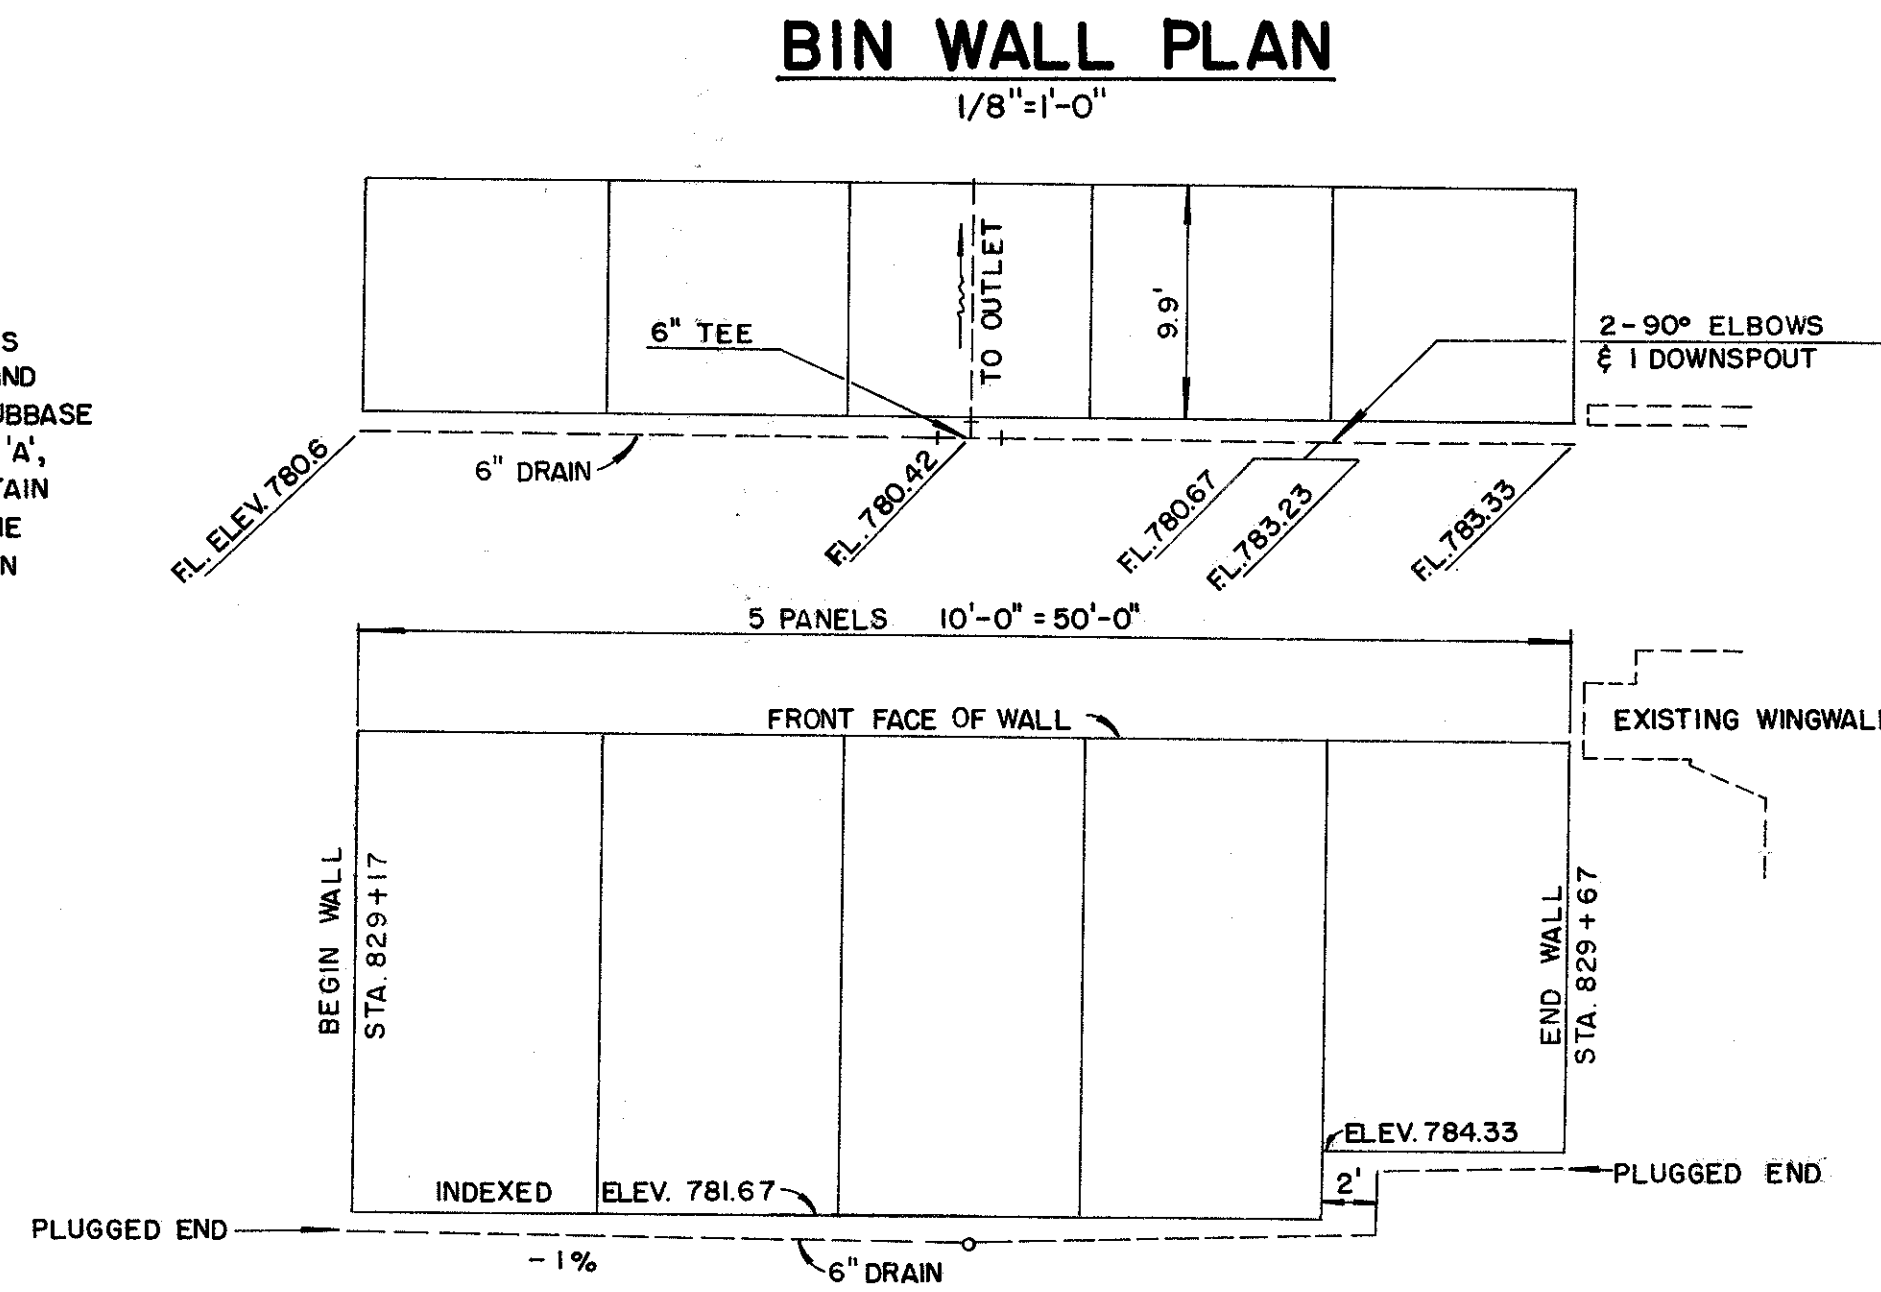 BIN WALL PLAN
1/8"=1'-0"
6" TEE
TO OUTLET
9.9'
2-90° ELBOWS
& 1 DOWNSPOUT
S
UBBASE
'A',
6" DRAIN
F.L. ELEV. 780.6
F.L. 780.42
F.L. 780.67
F.L. 783.23
F.L. 783.33
5 PANELS 10'-0" = 50'-0"
FRONT FACE OF WALL
EXISTING WINGWALL
BEGIN WALL
STA. 829+17
END WALL
STA. 829+67
ELEV. 784.33
2'
PLUGGED END
INDEXED ELEV. 781.67
PLUGGED END
-1%
6" DRAIN